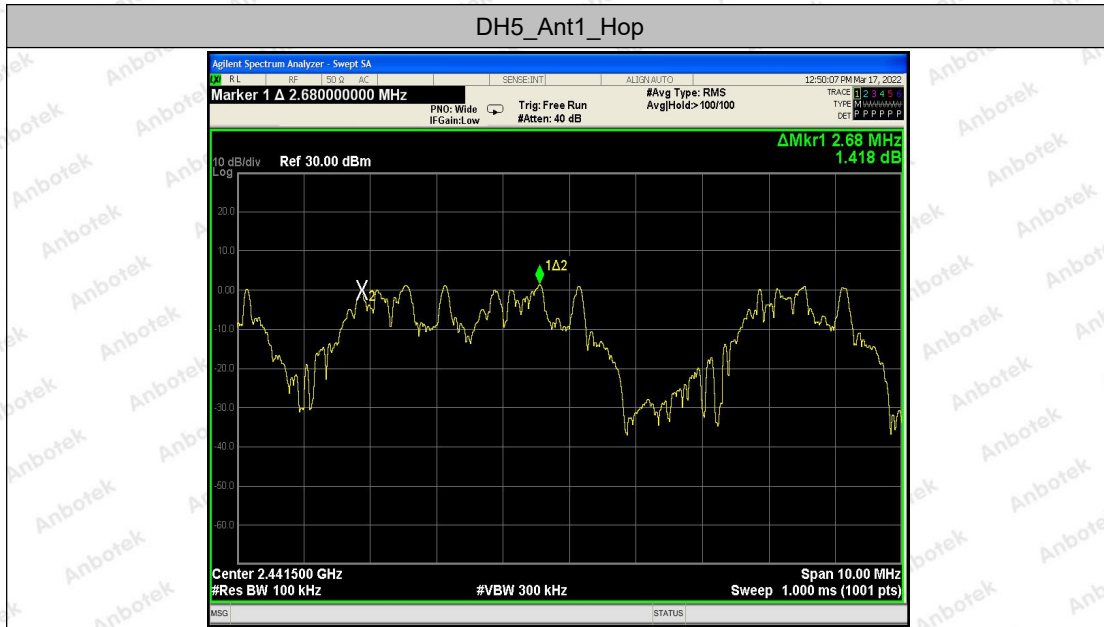 DH5_Ant1_Hop
Agilent Spectrum Analyzer - Swept SA
LXI RL RF 50 Ω AC SENSE:INT ALIGN AUTO 12:50:07 PM Mar 17, 2022
Marker 1 Δ 2.680000000 MHz
PNO: Wide
IFGain:Low
Trig: Free Run
#Atten: 40 dB
#Avg Type: RMS
Avg|Hold:>100/100
TRACE 1 2 3 4 5 6
TYPE M WWWWW
DET P P P P P P
ΔMkr1 2.68 MHz
1.418 dB
10 dB/div Ref 30.00 dBm
Log
20.0
10.0
0.00
-10.0
-20.0
-30.0
-40.0
-50.0
-60.0
1Δ2
X2
Center 2.441500 GHz Span 10.00 MHz
#Res BW 100 kHz #VBW 300 kHz Sweep 1.000 ms (1001 pts)
MSG STATUS
Anbotek